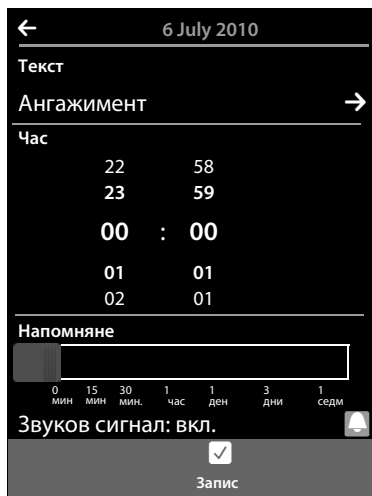 6 July 2010
Текст
Ангажимент
Час
22 58
23 59
00 : 00
01 01
02 01
Напомняне
0 мин 15 мин 30 мин. 1 час 1 ден 3 дни 1 седм
Звуков сигнал: вкл.
Запис